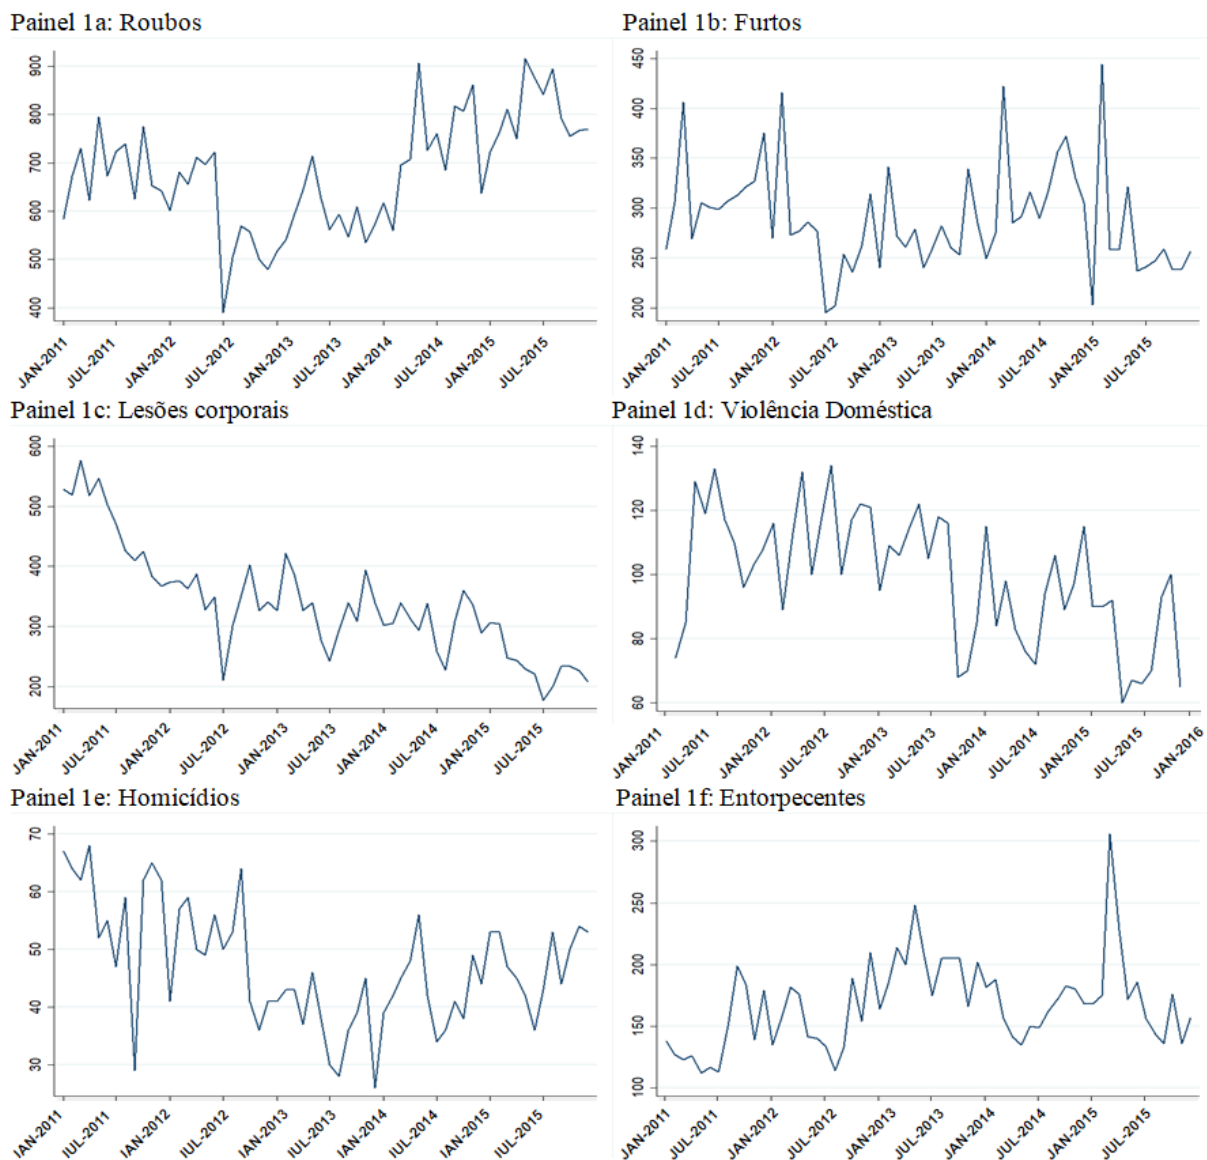 Painel 1a: Roubos
900
800
700
600
500
400
JAN-2011 JUL-2011 JAN-2012 JUL-2012 JAN-2013 JUL-2013 JAN-2014 JUL-2014 JAN-2015 JUL-2015
Painel 1b: Furtos
450
400
350
300
250
200
JAN-2011 JUL-2011 JAN-2012 JUL-2012 JAN-2013 JUL-2013 JAN-2014 JUL-2014 JAN-2015 JUL-2015
Painel 1c: Lesões corporais
600
500
400
300
200
JAN-2011 JUL-2011 JAN-2012 JUL-2012 JAN-2013 JUL-2013 JAN-2014 JUL-2014 JAN-2015 JUL-2015
Painel 1d: Violência Doméstica
140
120
100
80
60
JAN-2011 JUL-2011 JAN-2012 JUL-2012 JAN-2013 JUL-2013 JAN-2014 JUL-2014 JAN-2015 JUL-2015 JAN-2016
Painel 1e: Homicídios
70
60
50
40
30
JAN-2011 JUL-2011 JAN-2012 JUL-2012 JAN-2013 JUL-2013 JAN-2014 JUL-2014 JAN-2015 JUL-2015
Painel 1f: Entorpecentes
300
250
200
150
100
JAN-2011 JUL-2011 JAN-2012 JUL-2012 JAN-2013 JUL-2013 JAN-2014 JUL-2014 JAN-2015 JUL-2015